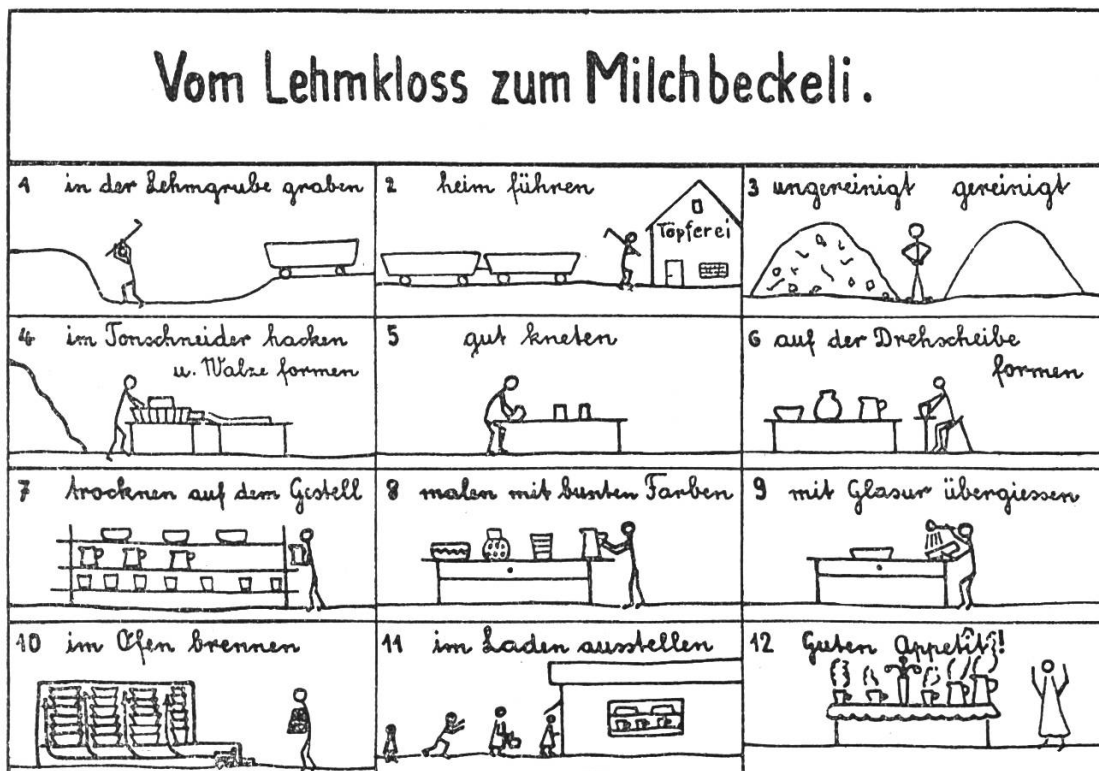 Vom Lehmkloss zum Milchbeckeli.
1 in der Lehmgrube graben
2 heim führen
Töpferei
3 ungereinigt gereinigt
4 im Tonschneider hacken
u. Walze formen
5 gut kneten
6 auf der Drehscheibe
formen
7 trocknen auf dem Gestell
8 malen mit bunten Farben
9 mit Glasur übergiessen
10 im Ofen brennen
11 im Laden ausstellen
12 Guten Appetit!